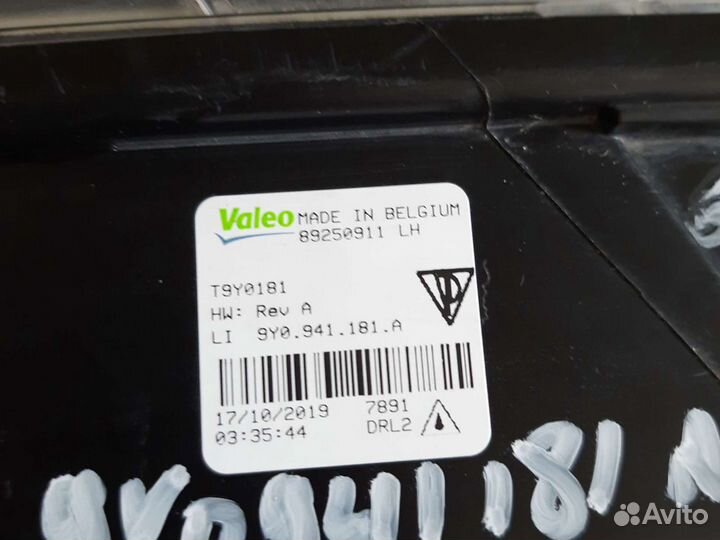 Valeo MADE IN BELGIUM
89250911 LH
T9Y0181
HW: Rev A
LI 9Y0.941.181.A
17/10/2019 7891
03:35:44 DRL2
9Y0941181
Avito